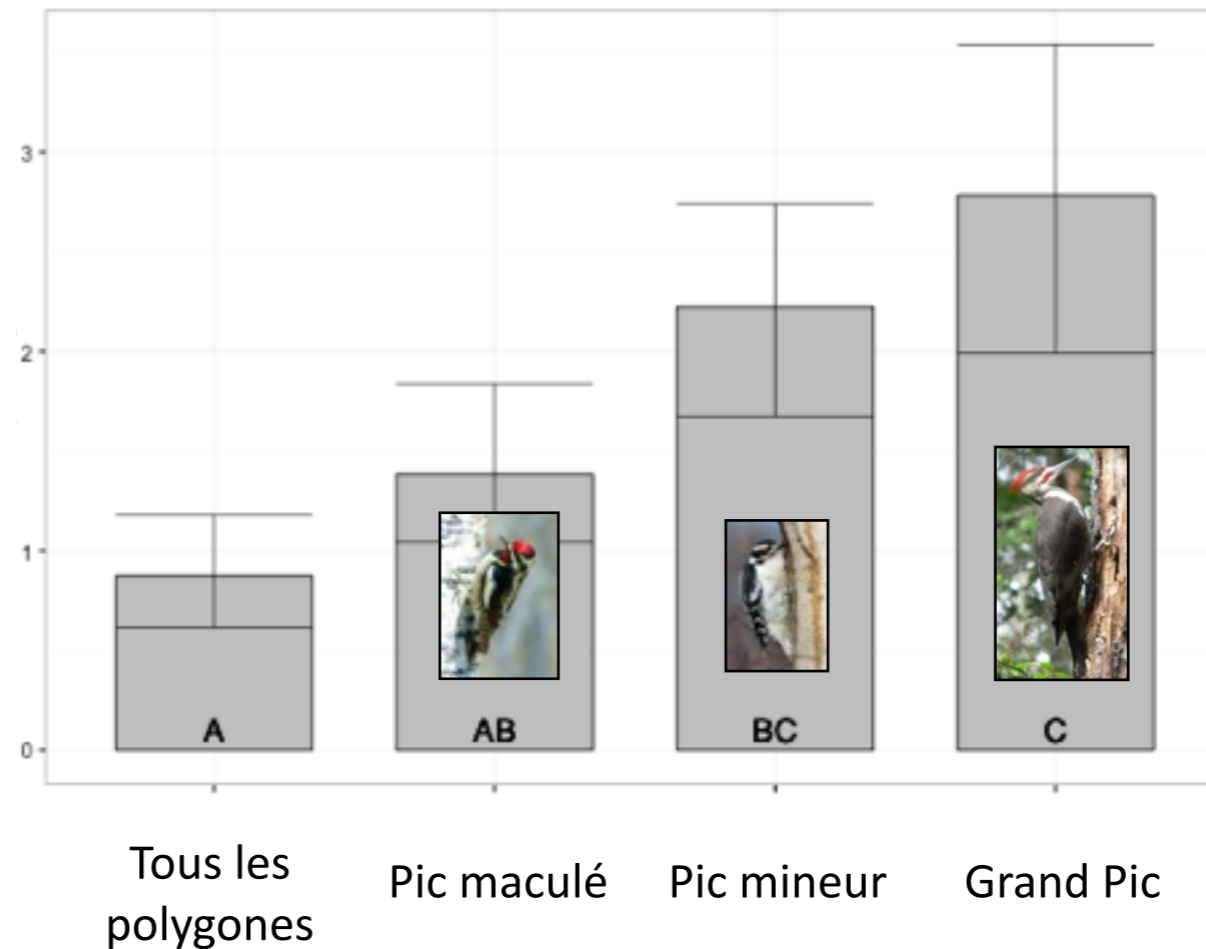 3
2
1
0
A
AB
BC
C
Tous les
polygones
Pic maculé
Pic mineur
Grand Pic